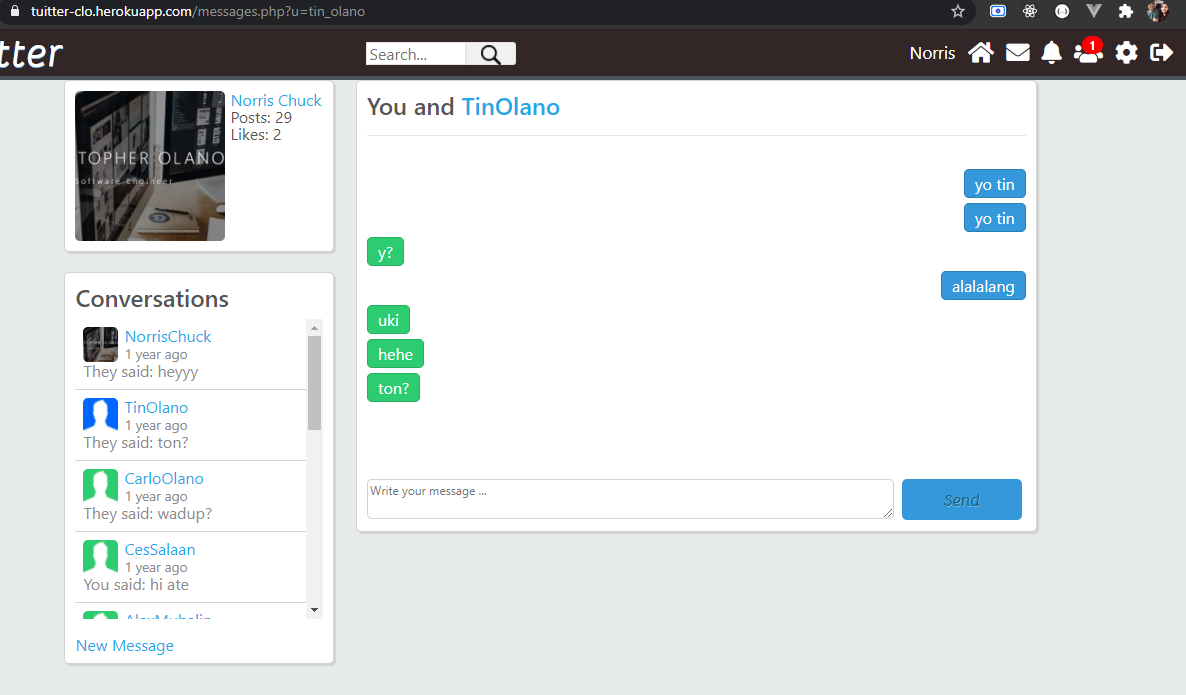 tuitter-clo.herokuapp.com/messages.php?u=tin_olano
tter
Search...
Norris
1
Norris Chuck
Posts: 29
Likes: 2
TOPHER OLANO
Software Engineer
Conversations
NorrisChuck
1 year ago
They said: heyyy
TinOlano
1 year ago
They said: ton?
CarloOlano
1 year ago
They said: wadup?
CesSalaan
1 year ago
You said: hi ate
New Message
You and TinOlano
yo tin
yo tin
y?
alalalang
uki
hehe
ton?
Write your message ...
Send